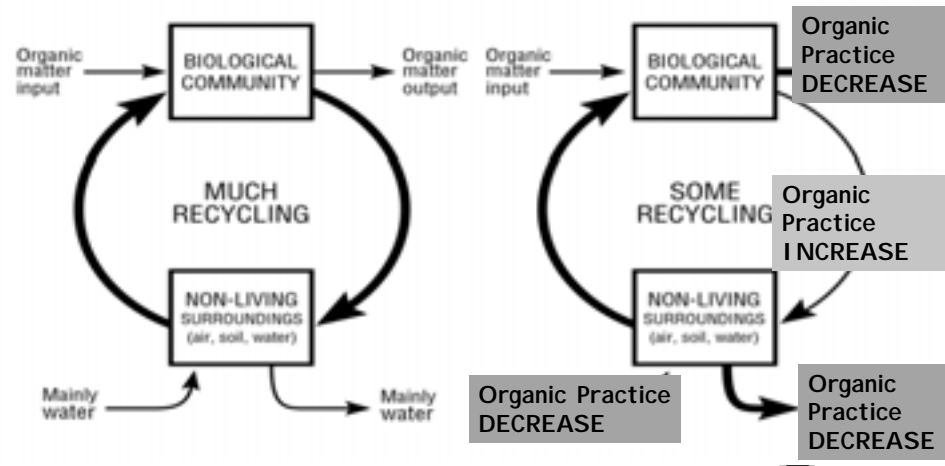 Organic
matter
input
BIOLOGICAL
COMMUNITY
Organic
matter
output
MUCH
RECYCLING
NON-LIVING
SURROUNDINGS
(air, soil, water)
Mainly
water
Mainly
water
Organic
matter
input
BIOLOGICAL
COMMUNITY
Organic
Practice
DECREASE
SOME
RECYCLING
Organic
Practice
INCREASE
NON-LIVING
SURROUNDINGS
(air, soil, water)
Organic Practice
DECREASE
Organic
Practice
DECREASE